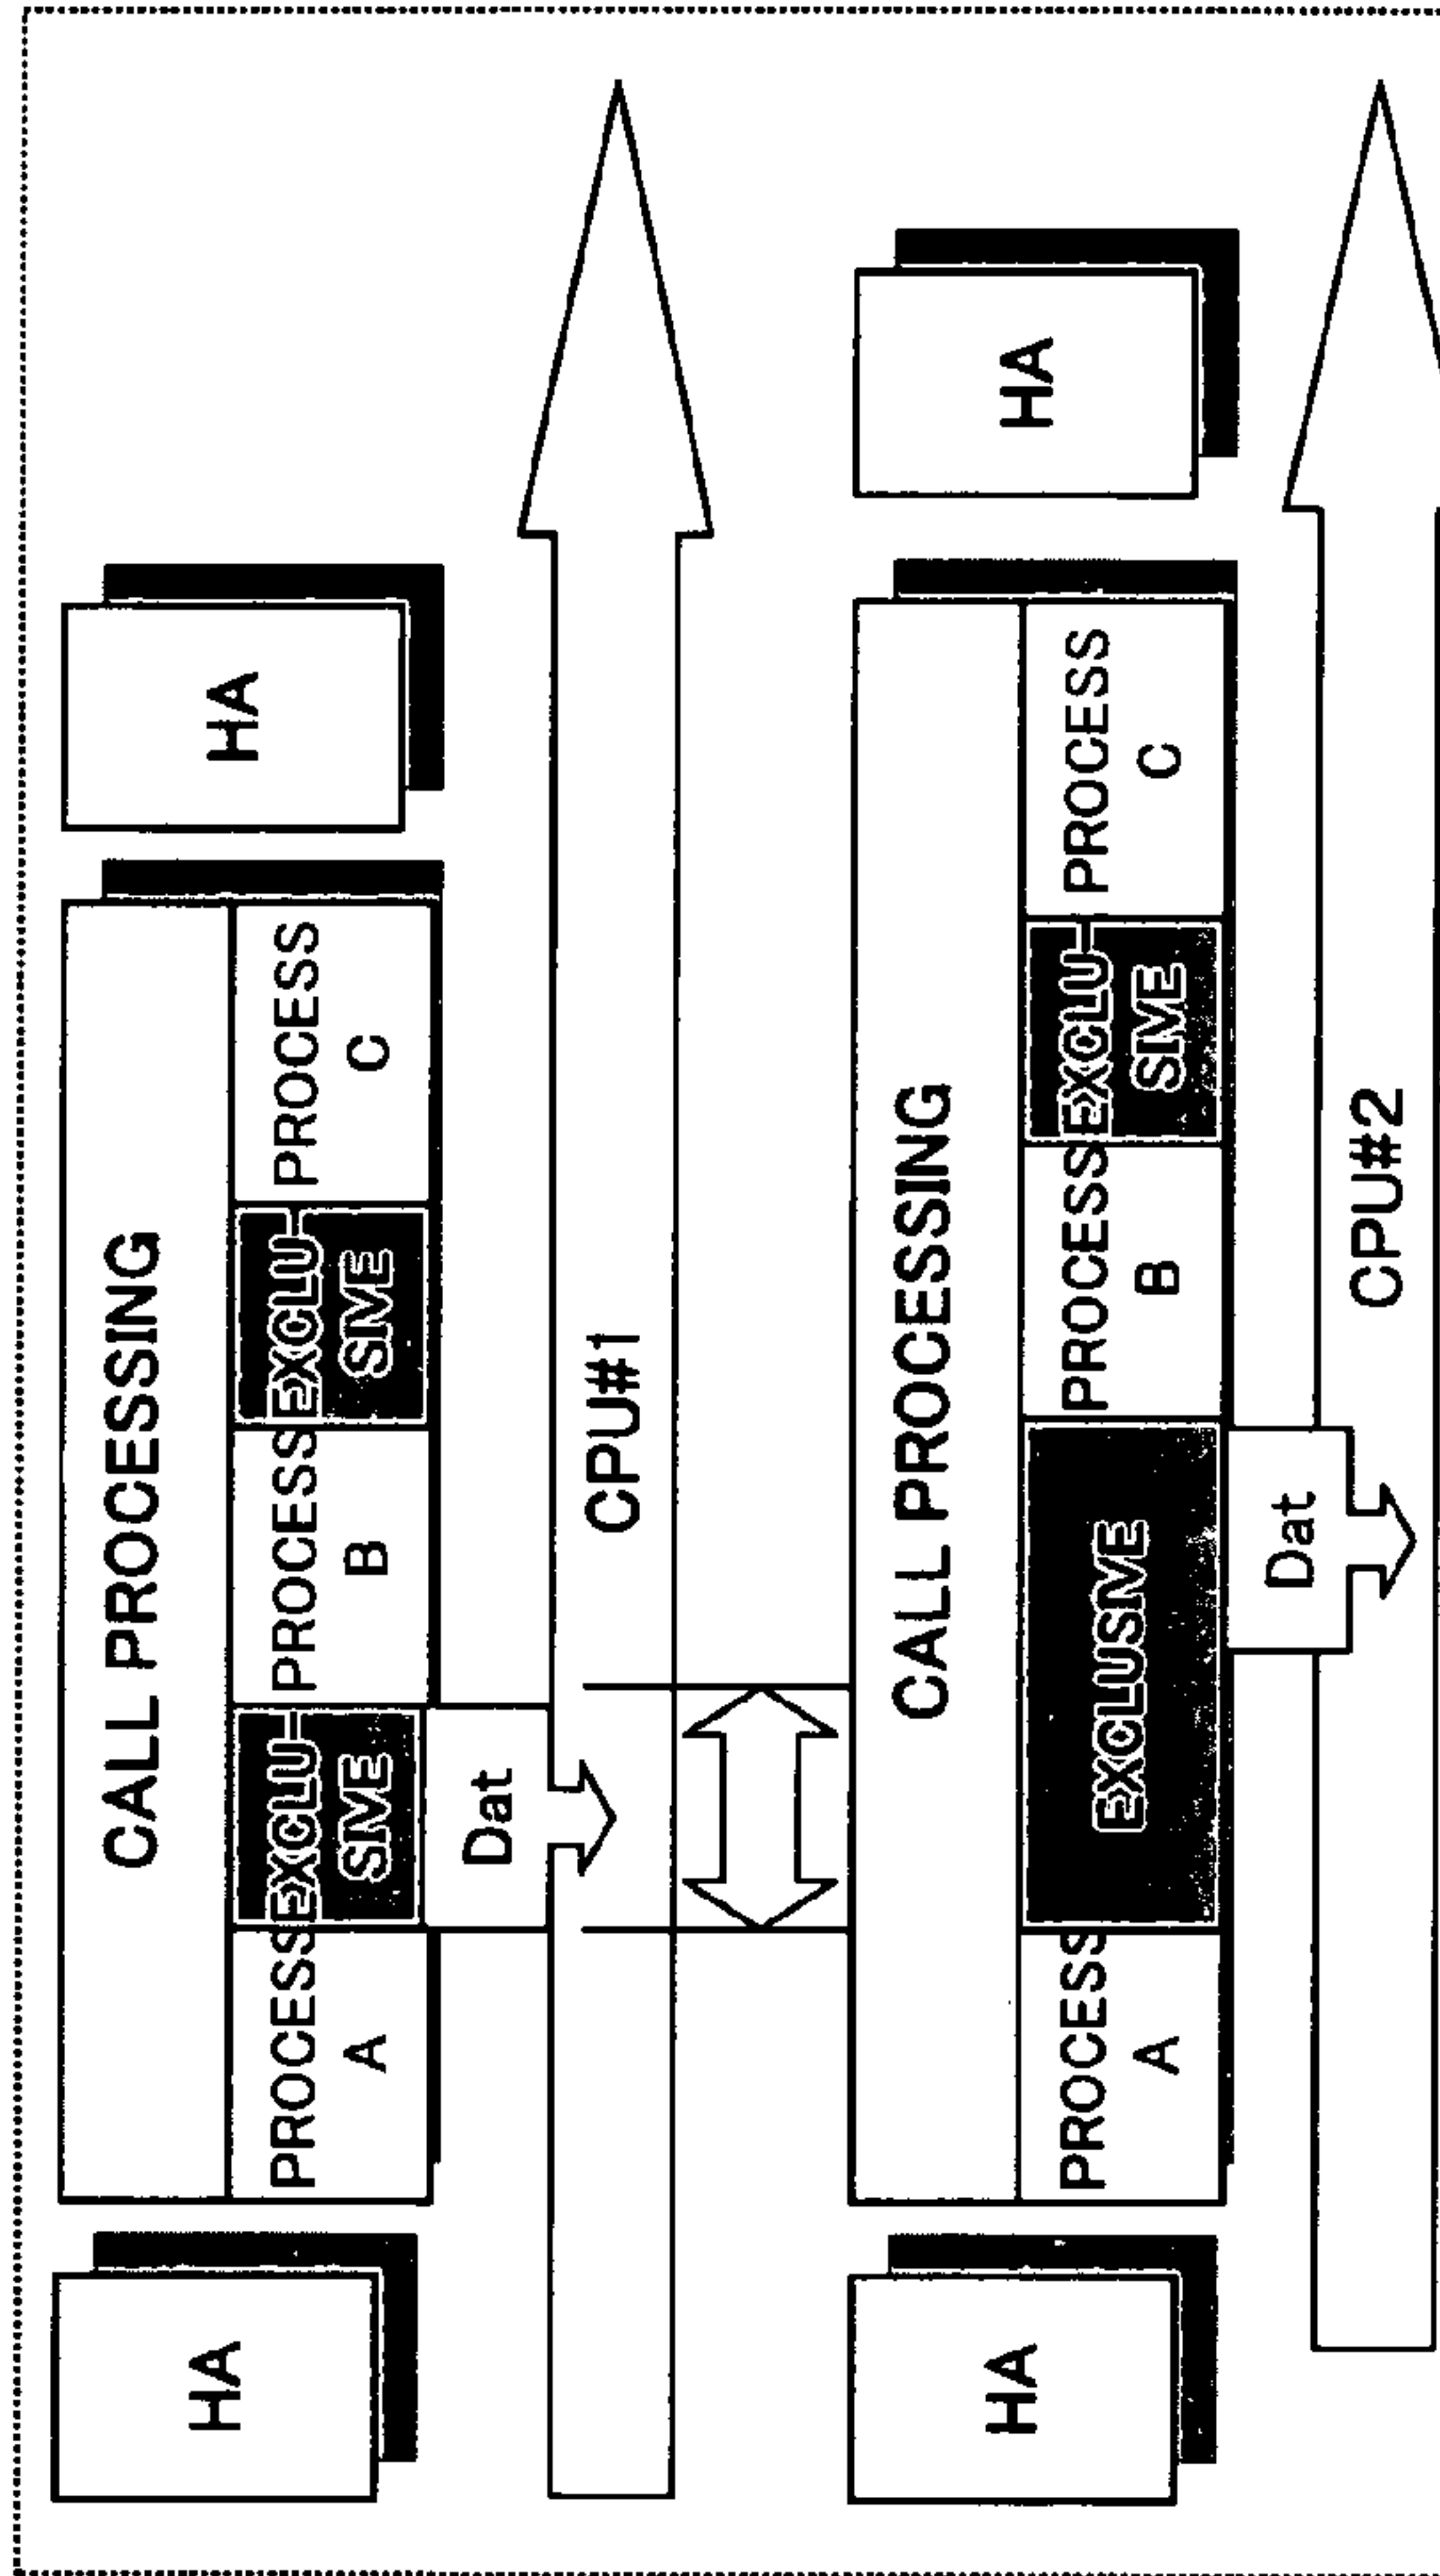 CALL PROCESSING
HA
PROCESS
A
EXCLU-
SIVE
PROCESS
B
EXCLU-
SIVE
PROCESS
C
HA
Dat
CPU#1
CALL PROCESSING
HA
PROCESS
A
EXCLUSIVE
PROCESS
B
EXCLU-
SIVE
PROCESS
C
HA
Dat
CPU#2